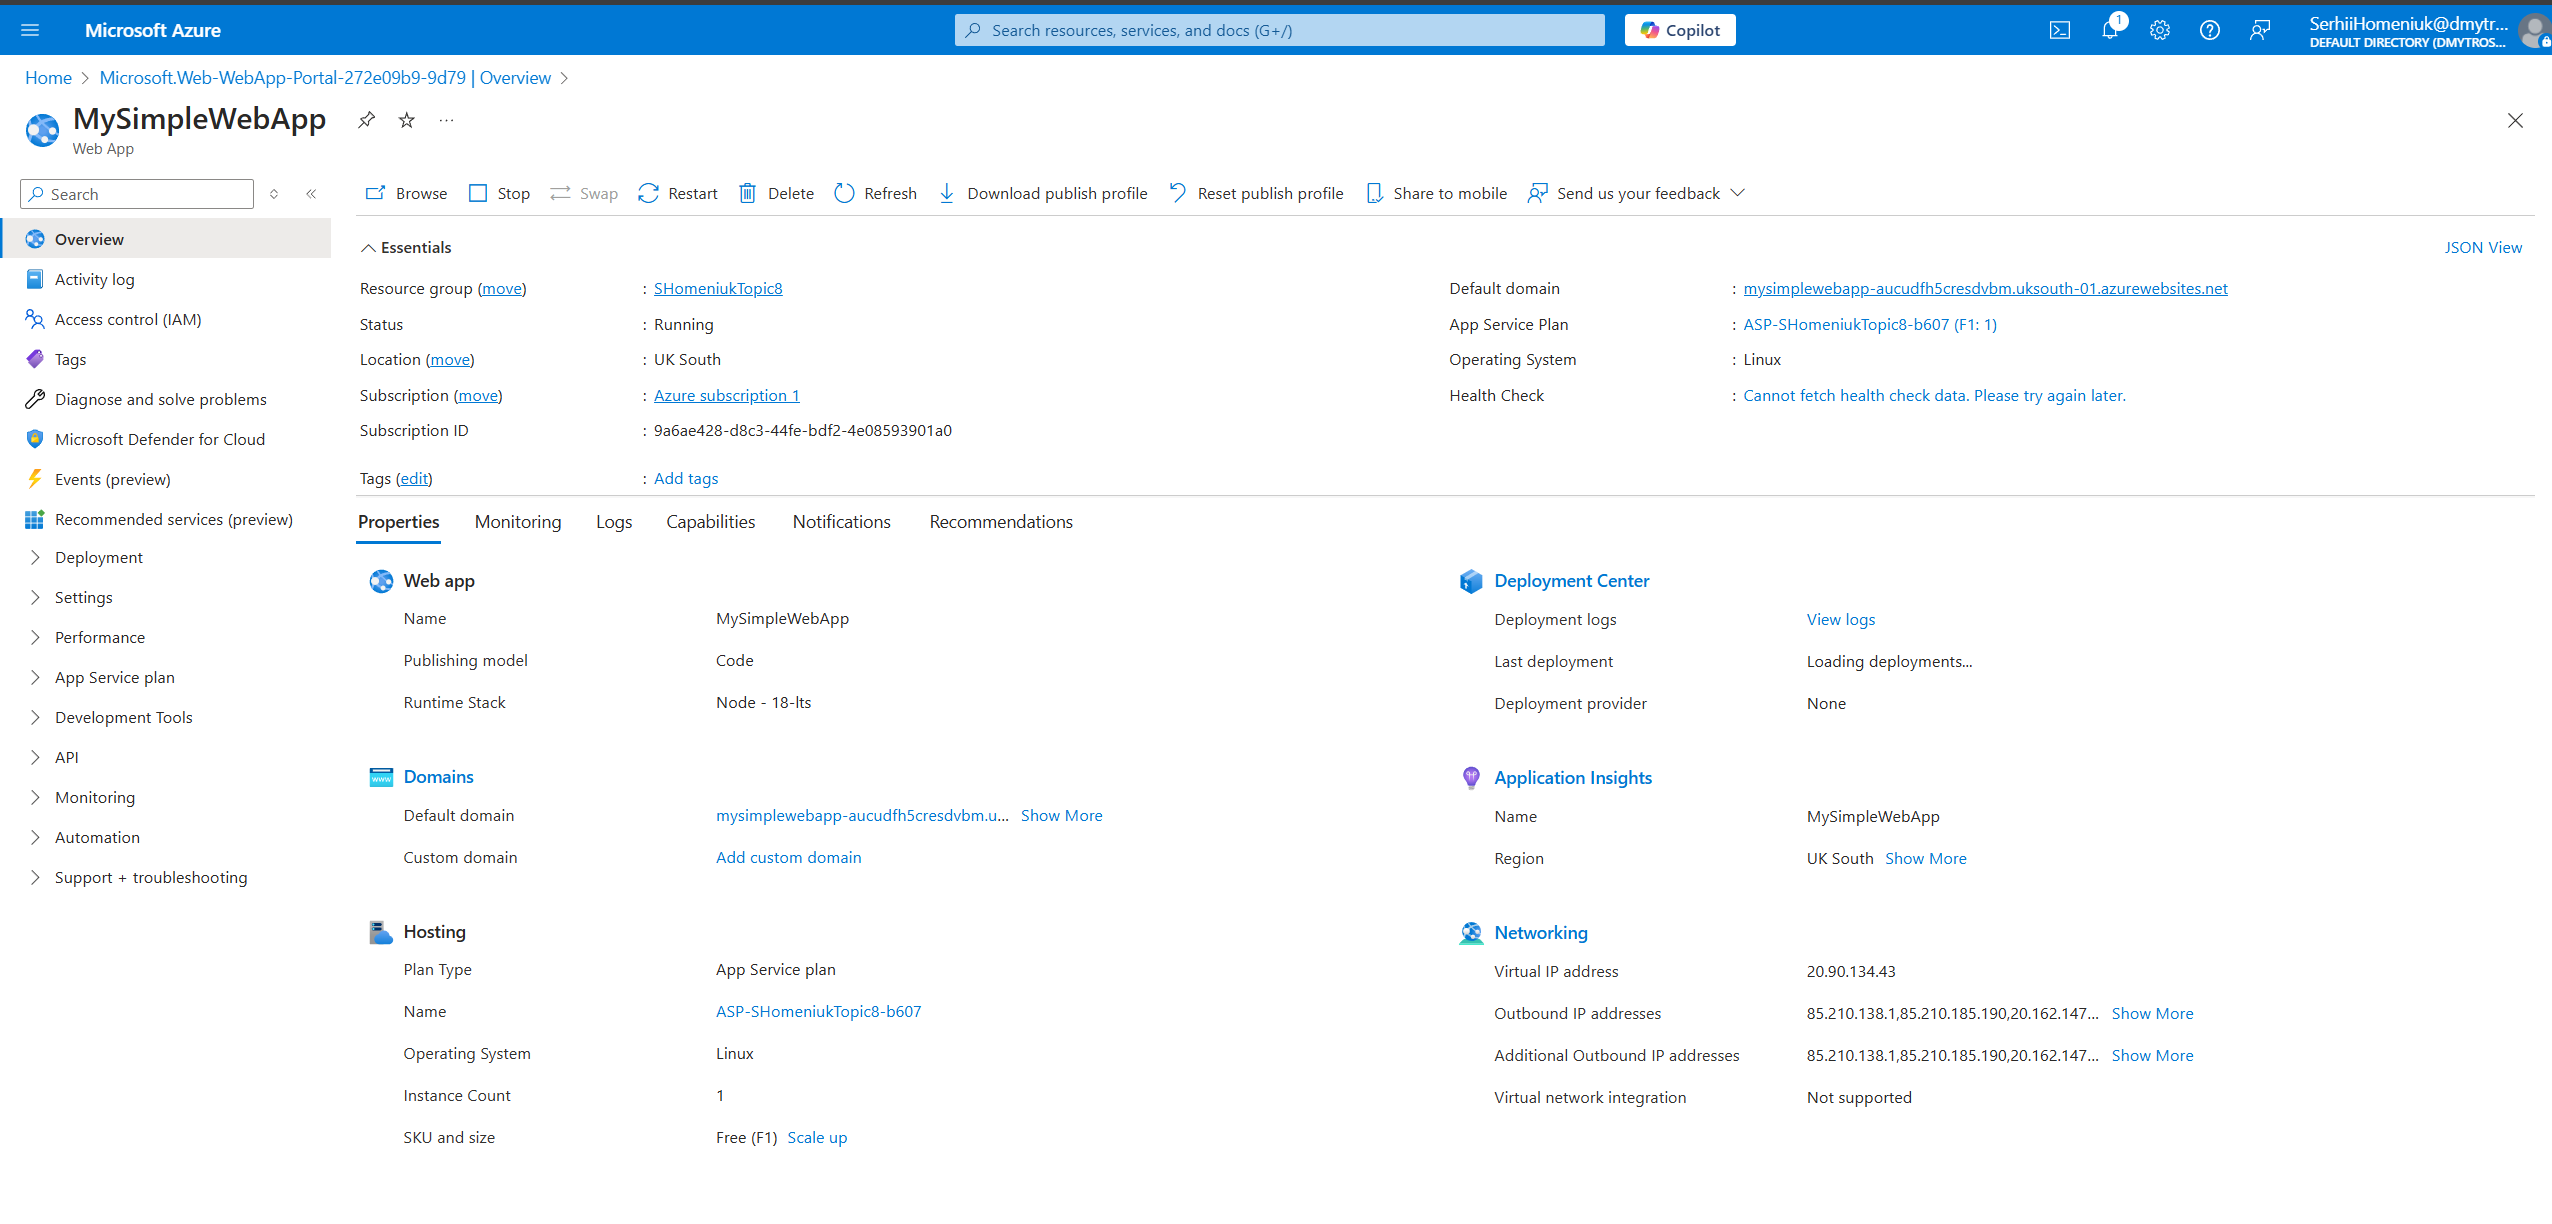 Microsoft Azure
Search resources, services, and docs (G+/)
Copilot
1
SerhiiHomeniuk@dmytr...
DEFAULT DIRECTORY (DMYTROS...
Home > Microsoft.Web-WebApp-Portal-272e09b9-9d79 | Overview >
MySimpleWebApp
Web App
Search
Browse Stop Swap Restart Delete Refresh Download publish profile Reset publish profile Share to mobile Send us your feedback
Overview
Activity log
Access control (IAM)
Tags
Diagnose and solve problems
Microsoft Defender for Cloud
Events (preview)
Recommended services (preview)
Deployment
Settings
Performance
App Service plan
Development Tools
API
Monitoring
Automation
Support + troubleshooting
Essentials
JSON View
Resource group (move) : SHomeniukTopic8
Status : Running
Location (move) : UK South
Subscription (move) : Azure subscription 1
Subscription ID : 9a6ae428-d8c3-44fe-bdf2-4e08593901a0
Tags (edit) : Add tags
Default domain : mysimplewebapp-aucudfh5cresdvbm.uksouth-01.azurewebsites.net
App Service Plan : ASP-SHomeniukTopic8-b607 (F1: 1)
Operating System : Linux
Health Check : Cannot fetch health check data. Please try again later.
Properties Monitoring Logs Capabilities Notifications Recommendations
Web app
Name MySimpleWebApp
Publishing model Code
Runtime Stack Node - 18-lts
www
Domains
Default domain mysimplewebapp-aucudfh5cresdvbm.u... Show More
Custom domain Add custom domain
Hosting
Plan Type App Service plan
Name ASP-SHomeniukTopic8-b607
Operating System Linux
Instance Count 1
SKU and size Free (F1) Scale up
Deployment Center
Deployment logs View logs
Last deployment Loading deployments...
Deployment provider None
Application Insights
Name MySimpleWebApp
Region UK South Show More
Networking
Virtual IP address 20.90.134.43
Outbound IP addresses 85.210.138.1,85.210.185.190,20.162.147... Show More
Additional Outbound IP addresses 85.210.138.1,85.210.185.190,20.162.147... Show More
Virtual network integration Not supported